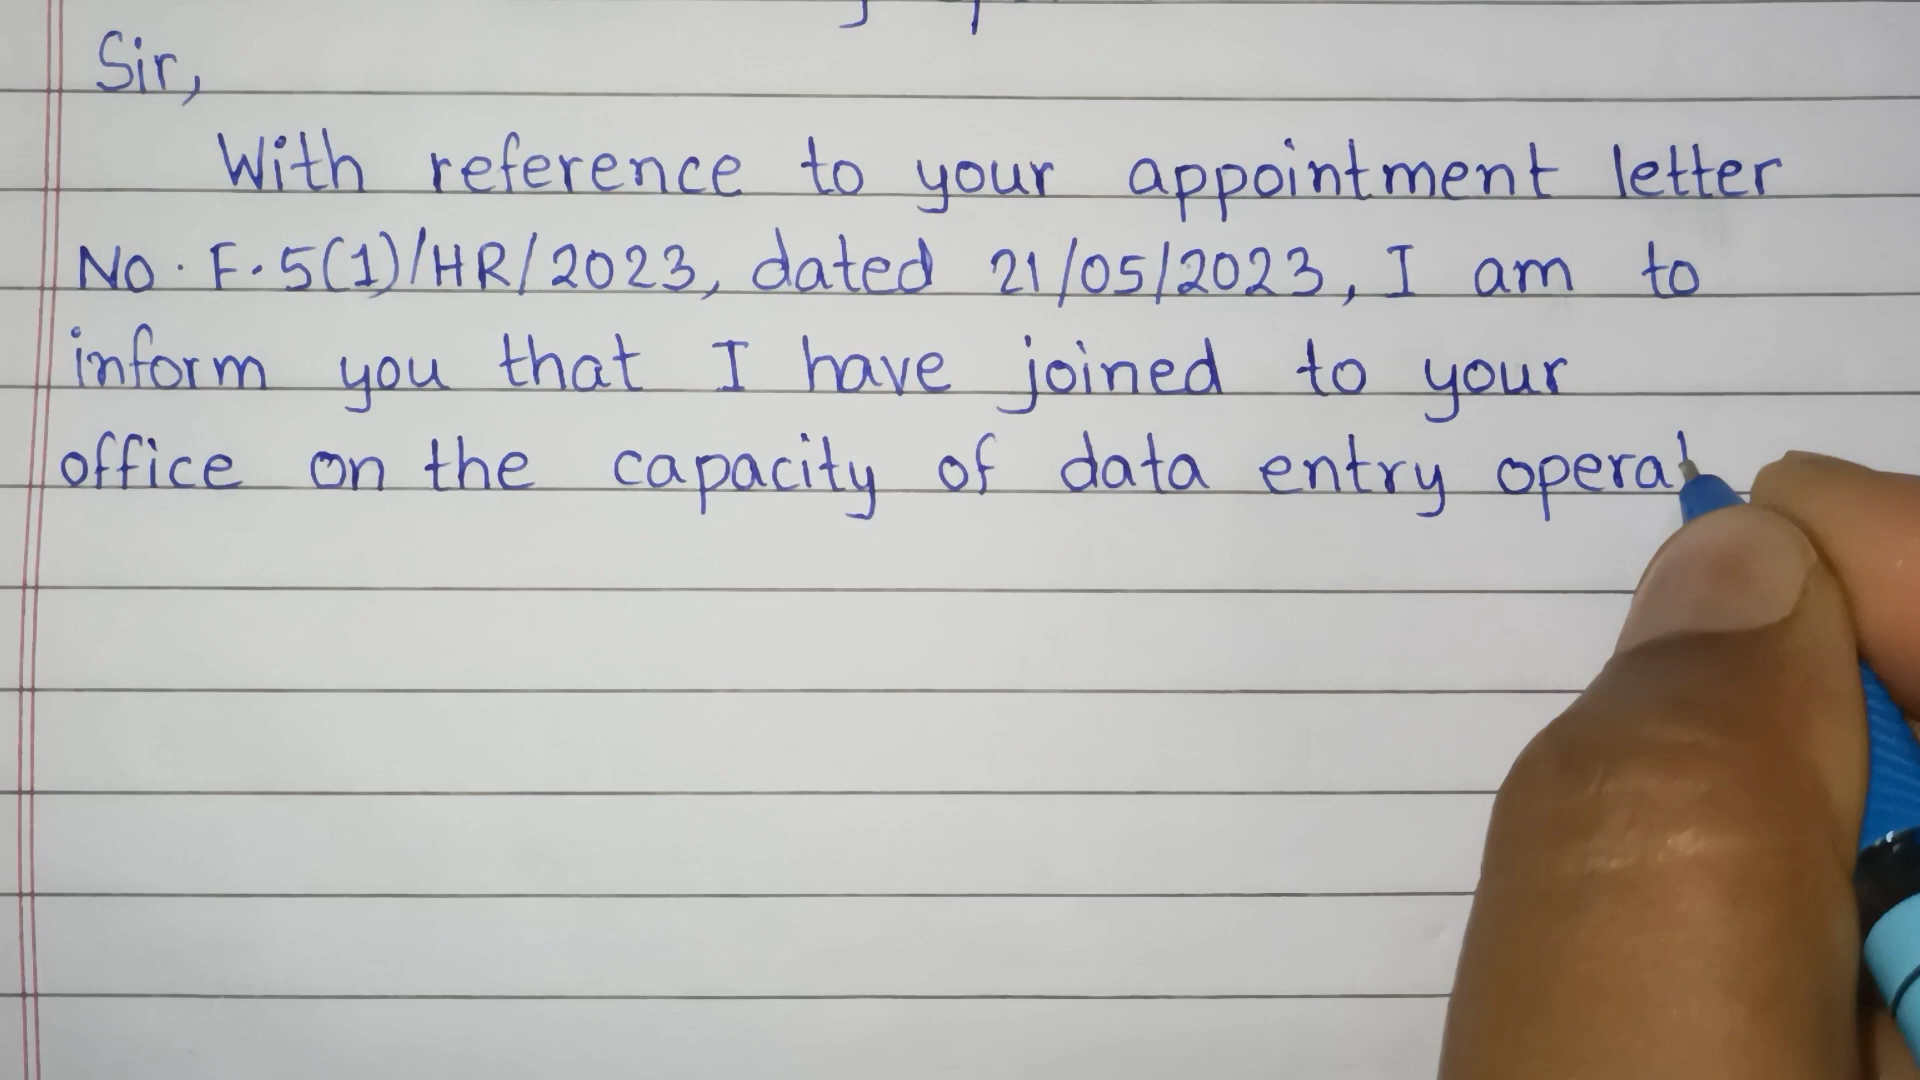 Sir,
With reference to your appointment letter
No. F.5(1)/HR/2023, dated 21/05/2023, I am to
inform you that I have joined to your
office on the capacity of data entry operat